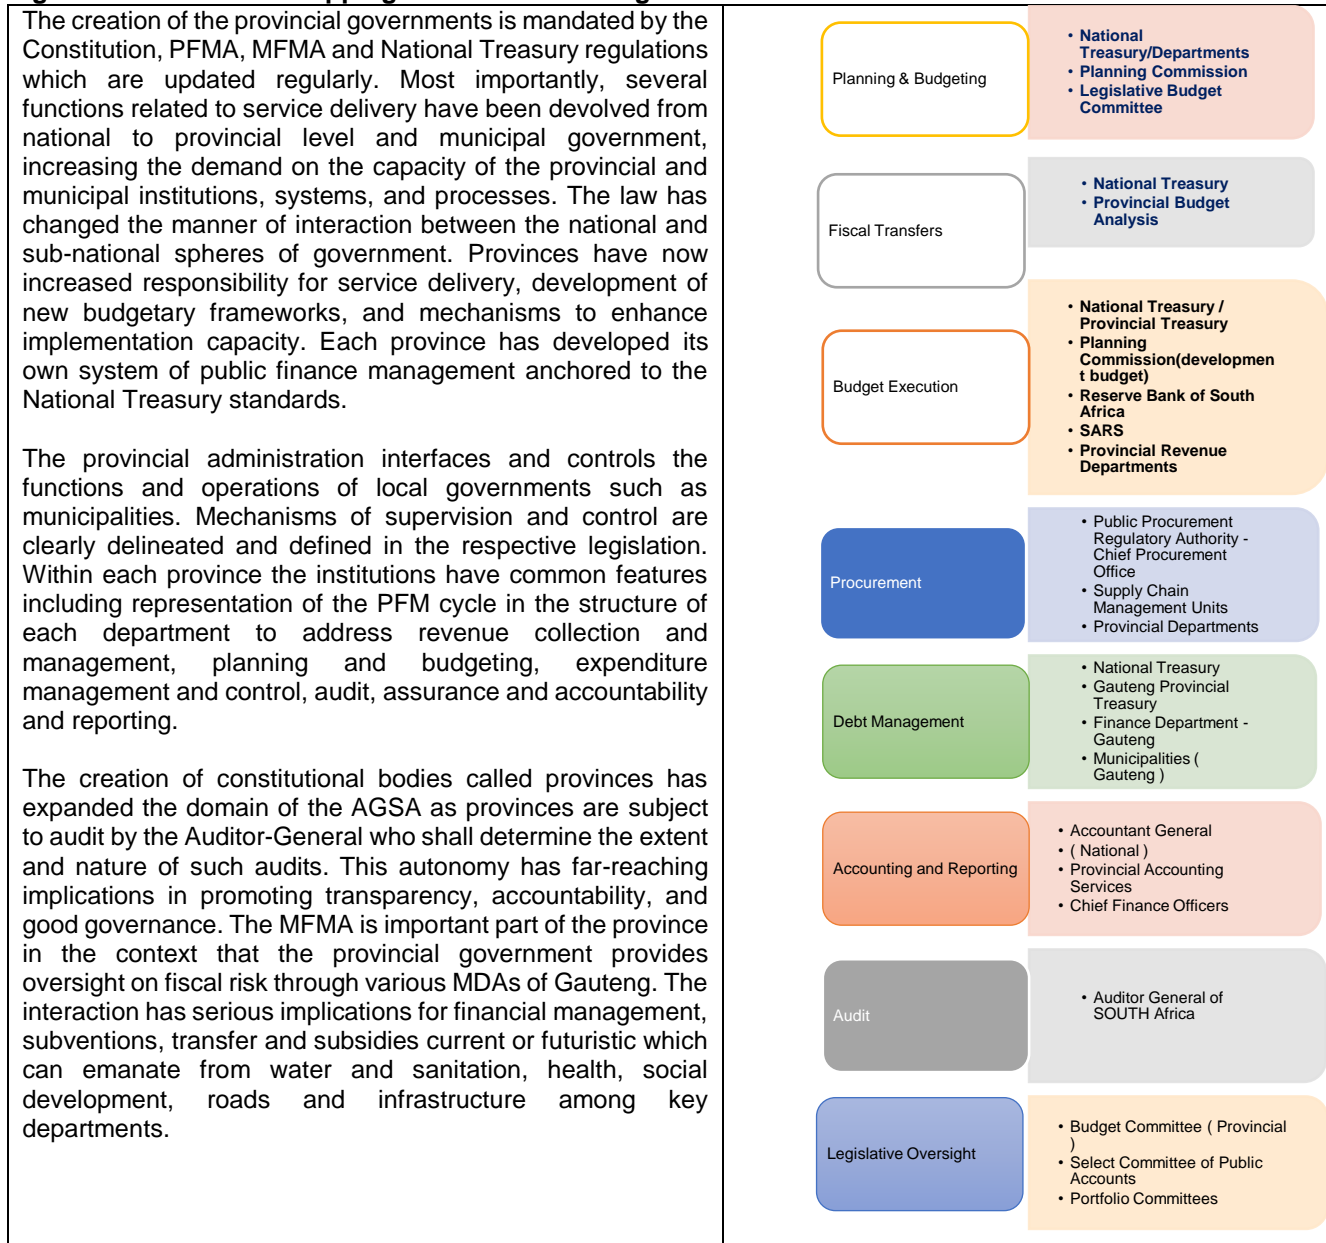 The creation of the provincial governments is mandated by the
Constitution, PFMA, MFMA and National Treasury regulations
which are updated regularly. Most importantly, several
functions related to service delivery have been devolved from
national to provincial level and municipal government,
increasing the demand on the capacity of the provincial and
municipal institutions, systems, and processes. The law has
changed the manner of interaction between the national and
sub-national spheres of government. Provinces have now
increased responsibility for service delivery, development of
new budgetary frameworks, and mechanisms to enhance
implementation capacity. Each province has developed its
own system of public finance management anchored to the
National Treasury standards.
The provincial administration interfaces and controls the
functions and operations of local governments such as
municipalities. Mechanisms of supervision and control are
clearly delineated and defined in the respective legislation.
Within each province the institutions have common features
including representation of the PFM cycle in the structure of
each department to address revenue collection and
management, planning and budgeting, expenditure
management and control, audit, assurance and accountability
and reporting.
The creation of constitutional bodies called provinces has
expanded the domain of the AGSA as provinces are subject
to audit by the Auditor-General who shall determine the extent
and nature of such audits. This autonomy has far-reaching
implications in promoting transparency, accountability, and
good governance. The MFMA is important part of the province
in the context that the provincial government provides
oversight on fiscal risk through various MDAs of Gauteng. The
interaction has serious implications for financial management,
subventions, transfer and subsidies current or futuristic which
can emanate from water and sanitation, health, social
development, roads and infrastructure among key
departments.
Planning & Budgeting
• National
Treasury/Departments
• Planning Commission
• Legislative Budget
Committee
Fiscal Transfers
• National Treasury
• Provincial Budget
Analysis
Budget Execution
• National Treasury /
Provincial Treasury
• Planning
Commission(developmen
t budget)
• Reserve Bank of South
Africa
• SARS
• Provincial Revenue
Departments
Procurement
• Public Procurement
Regulatory Authority -
Chief Procurement
Office
• Supply Chain
Management Units
• Provincial Departments
Debt Management
• National Treasury
• Gauteng Provincial
Treasury
• Finance Department -
Gauteng
• Municipalities (
Gauteng )
Accounting and Reporting
• Accountant General
• ( National )
• Provincial Accounting
Services
• Chief Finance Officers
Audit
• Auditor General of
SOUTH Africa
Legislative Oversight
• Budget Committee ( Provincial
)
• Select Committee of Public
Accounts
• Portfolio Committees